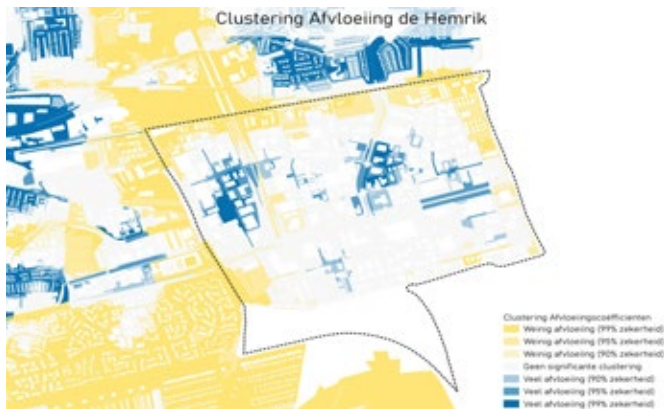 Clustering Afvloeiing de Hemrik
Clustering Afvloeiingscoëfficienten
Weinig afvloeiing (99% zekerheid)
Weinig afvloeiing (95% zekerheid)
Weinig afvloeiing (90% zekerheid)
Geen significante clustering
Veel afvloeiing (90% zekerheid)
Veel afvloeiing (95% zekerheid)
Veel afvloeiing (99% zekerheid)